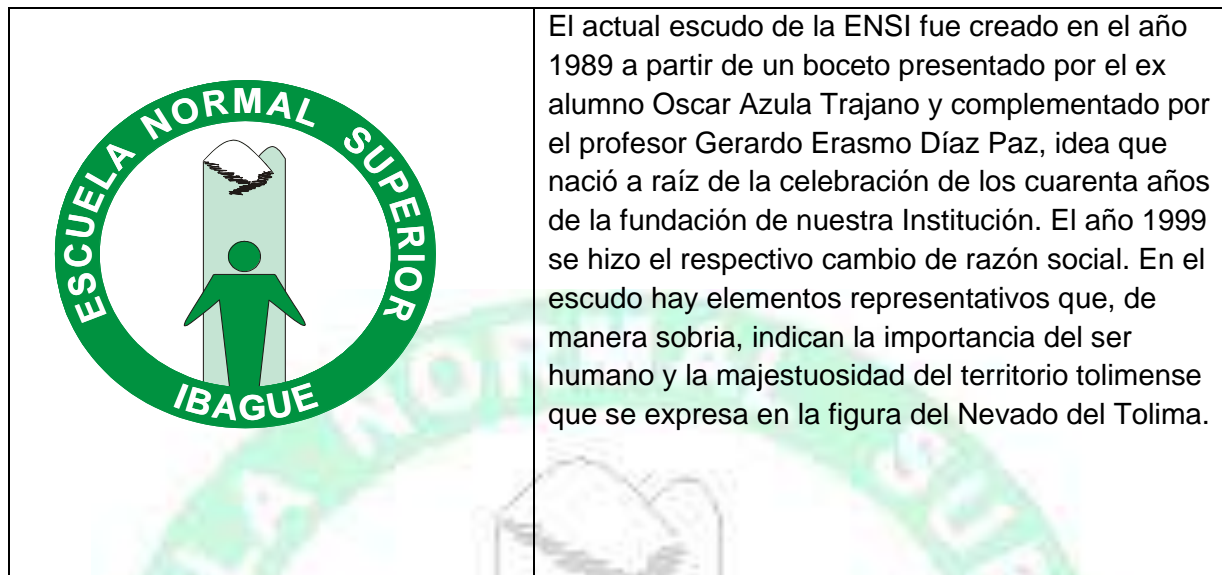 ESCUELA NORMAL SUPERIOR
IBAGUE
El actual escudo de la ENSI fue creado en el año
1989 a partir de un boceto presentado por el ex
alumno Oscar Azula Trajano y complementado por
el profesor Gerardo Erasmo Díaz Paz, idea que
nació a raíz de la celebración de los cuarenta años
de la fundación de nuestra Institución. El año 1999
se hizo el respectivo cambio de razón social. En el
escudo hay elementos representativos que, de
manera sobria, indican la importancia del ser
humano y la majestuosidad del territorio tolimense
que se expresa en la figura del Nevado del Tolima.